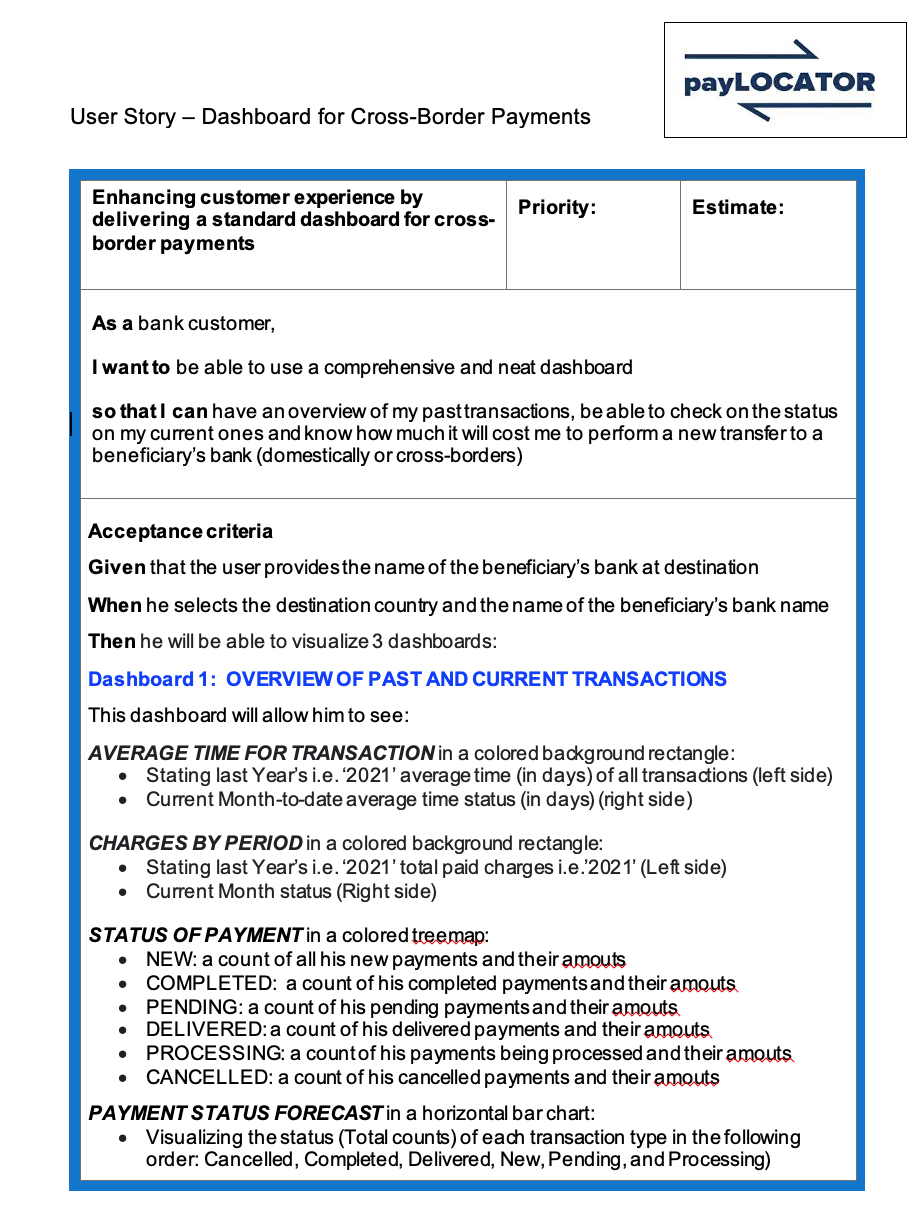 payLOCATOR
User Story – Dashboard for Cross-Border Payments
Enhancing customer experience by
delivering a standard dashboard for cross-
border payments
Priority:
Estimate:
As a bank customer,
I want to be able to use a comprehensive and neat dashboard
so that I can have an overview of my past transactions, be able to check on the status
on my current ones and know how much it will cost me to perform a new transfer to a
beneficiary’s bank (domestically or cross-borders)
Acceptance criteria
Given that the user provides the name of the beneficiary’s bank at destination
When he selects the destination country and the name of the beneficiary’s bank name
Then he will be able to visualize 3 dashboards:
Dashboard 1:  OVERVIEW OF PAST AND CURRENT TRANSACTIONS
This dashboard will allow him to see:
AVERAGE TIME FOR TRANSACTION in a colored background rectangle:
• Stating last Year’s i.e. ‘2021’ average time (in days) of all transactions (left side)
• Current Month-to-date average time status (in days) (right side)
CHARGES BY PERIOD in a colored background rectangle:
• Stating last Year’s i.e. ‘2021’ total paid charges i.e.’2021’ (Left side)
• Current Month status (Right side)
STATUS OF PAYMENT in a colored treemap:
• NEW: a count of all his new payments and their amouts
• COMPLETED:  a count of his completed payments and their amouts
• PENDING: a count of his pending payments and their amouts
• DELIVERED: a count of his delivered payments and their amouts
• PROCESSING: a count of his payments being processed and their amouts
• CANCELLED: a count of his cancelled payments and their amouts
PAYMENT STATUS FORECAST in a horizontal bar chart:
• Visualizing the status (Total counts) of each transaction type in the following
order: Cancelled, Completed, Delivered, New, Pending, and Processing)